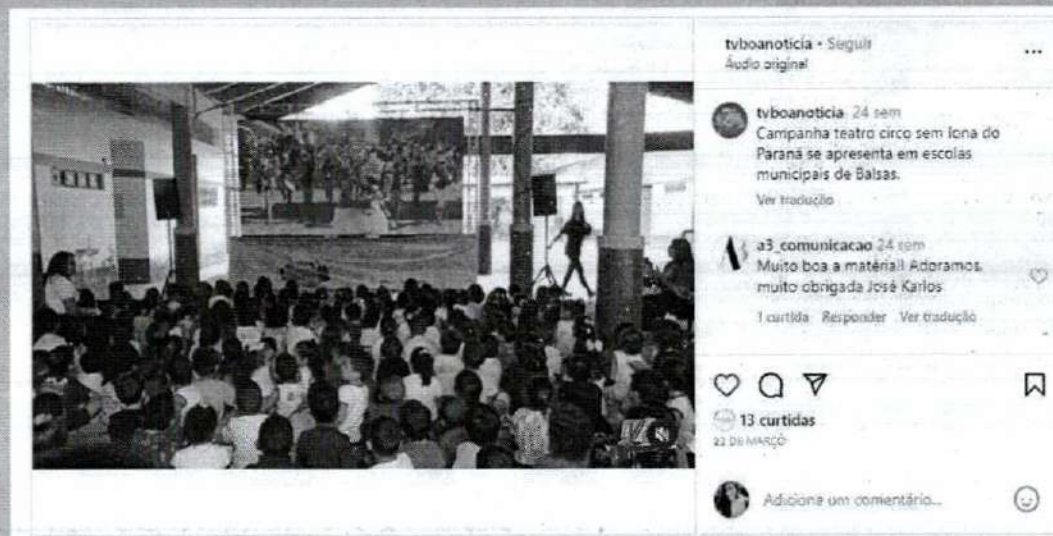 tvboanoticia • Seguir
Áudio original
tvboanoticia 24 sem
Campanha teatro circo sem lona do
Paraná se apresenta em escolas
municipais de Balsas.
Ver tradução
a3_comunicacao 24 sem
Muito boa a matéria!! Adoramos,
muito obrigada José Karlos
1 curtida Responder Ver tradução
13 curtidas
22 DE MARÇO
Adicione um comentário...